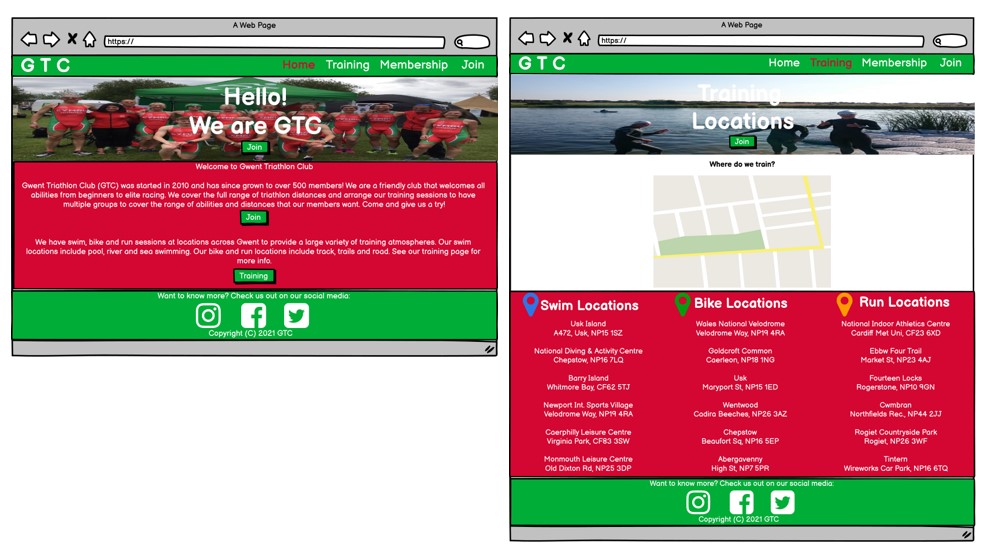 A Web Page
https://
G T C
Home Training Membership Join
Hello!
We are GTC
Join
Welcome to Gwent Triathlon Club
Gwent Triathlon Club (GTC) was started in 2010 and has since grown to over 500 members! We are a friendly club that welcomes all
abilities from beginners to elite racing. We cover the full range of triathlon distances and arrange our training sessions to have
multiple groups to cover the range of abilities and distances that our members want. Come and give us a try!
Join
We have swim, bike and run sessions at locations across Gwent to provide a large variety of training atmospheres. Our swim
locations include pool, river and sea swimming. Our bike and run locations include track, trails and road. See our training page for
more info.
Training
Want to know more? Check us out on our social media:
Copyright (C) 2021 GTC
A Web Page
https://
G T C
Home Training Membership Join
Training
Locations
Join
Where do we train?
Swim Locations
Usk Island
A472, Usk, NP15 1SZ
National Diving & Activity Centre
Chepstow, NP16 7LQ
Barry Island
Whitmore Bay, CF62 5TJ
Newport Int. Sports Village
Velodrome Way, NP19 4RA
Caerphilly Leisure Centre
Virginia Park, CF83 3SW
Monmouth Leisure Centre
Old Dixton Rd, NP25 3DP
Bike Locations
Wales National Velodrome
Velodrome Way, NP19 4RA
Goldcroft Common
Caerleon, NP18 1NG
Usk
Maryport St, NP15 1ED
Wentwood
Cadira Beeches, NP26 3AZ
Chepstow
Beaufort Sq, NP16 5EP
Abergavenny
High St, NP7 5PR
Run Locations
National Indoor Athletics Centre
Cardiff Met Uni, CF23 6XD
Ebbw Four Trail
Market St, NP23 4AJ
Fourteen Locks
Rogerstone, NP10 9GN
Cwmbran
Northfields Rec., NP44 2JJ
Rogiet Countryside Park
Rogiet, NP26 3WF
Tintern
Wireworks Car Park, NP16 6TQ
Want to know more? Check us out on our social media:
Copyright (C) 2021 GTC